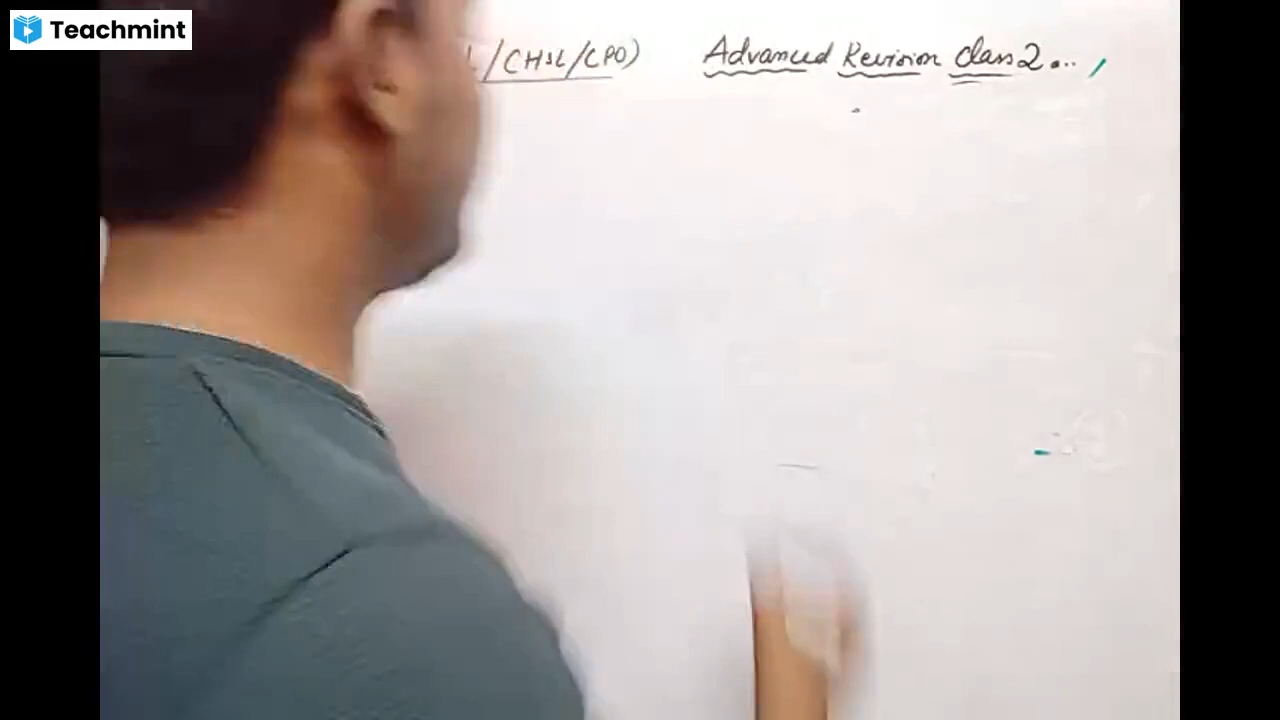 Teachmint
/CHSL/CPO) Advanced Revision Class 2...,